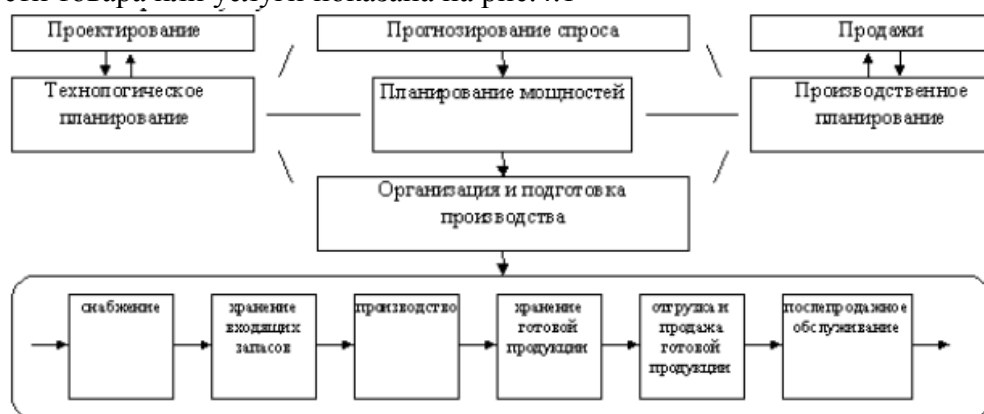 Проектирование
Прогнозирование спроса
Продажи
Технологическое
планирование
Планирование мощностей
Производственное
планирование
Организация и подготовка
производства
снабжение
хранение
входящих
запасов
производство
хранение
готовой
продукции
отгрузка и
продажа
готовой
продукции
послепродажное
обслуживание